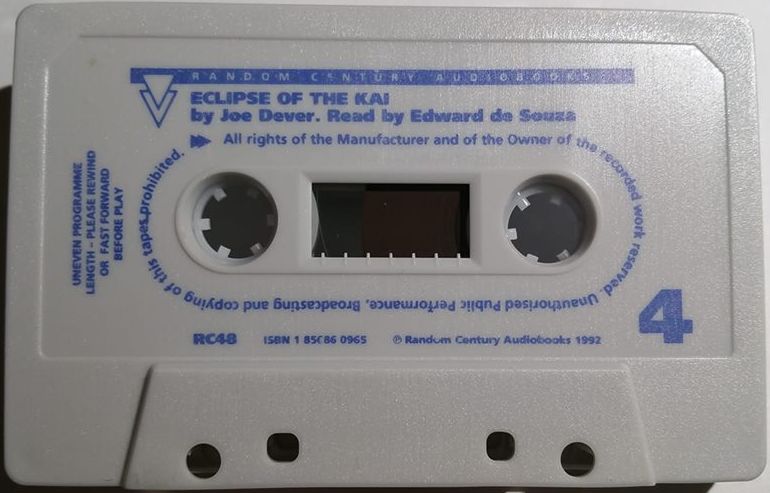 RANDOM CENTURY AUDIOBOOKS
ECLIPSE OF THE KAI
by Joe Dever. Read by Edward de Souza
All rights of the Manufacturer and of the Owner of the recorded work reserved. Unauthorised Public Performance, Broadcasting and copying of this tapes prohibited.
UNEVEN PROGRAMME
LENGTH – PLEASE REWIND
OR FAST FORWARD
BEFORE PLAY
4
RC48 ISBN 1 85686 0965 ℗ Random Century Audiobooks 1992